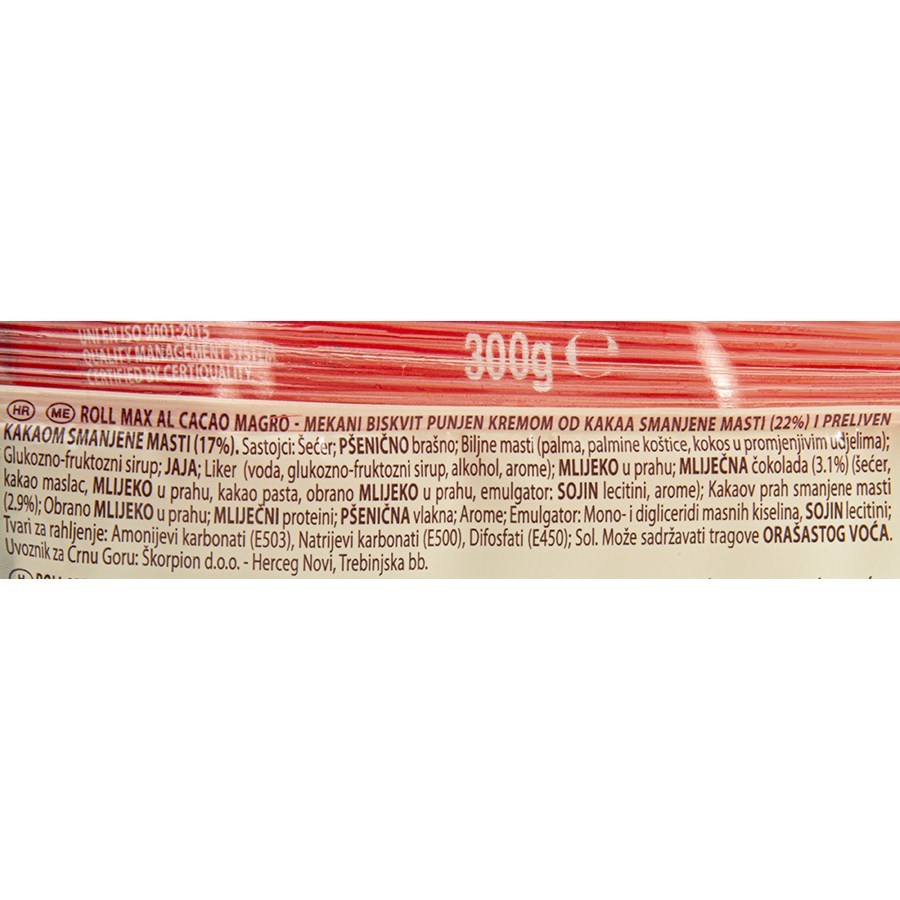 UNI EN ISO 9001:2015
QUALITY MANAGEMENT SYSTEM
CERTIFIED BY CERTIQUALITY
300g ℮
HR ME ROLL MAX AL CACAO MAGRO - MEKANI BISKVIT PUNJEN KREMOM OD KAKAA SMANJENE MASTI (22%) I PRELIVEN
KAKAOM SMANJENE MASTI (17%). Sastojci: Šećer; PŠENIČNO brašno; Biljne masti (palma, palmine koštice, kokos u promjenjivim udjelima);
Glukozno-fruktozni sirup; JAJA; Liker (voda, glukozno-fruktozni sirup, alkohol, arome); MLIJEKO u prahu; MLIJEČNA čokolada (3.1%) (šećer,
kakao maslac, MLIJEKO u prahu, kakao pasta, obrano MLIJEKO u prahu, emulgator: SOJIN lecitini, arome); Kakaov prah smanjene masti
(2.9%); Obrano MLIJEKO u prahu; MLIJEČNI proteini; PŠENIČNA vlakna; Arome; Emulgator: Mono- i digliceridi masnih kiselina, SOJIN lecitini;
Tvari za rahljenje: Amonijevi karbonati (E503), Natrijevi karbonati (E500), Difosfati (E450); Sol. Može sadržavati tragove ORAŠASTOG VOĆA.
Uvoznik za Crnu Goru: Škorpion d.o.o. - Herceg Novi, Trebinjska bb.